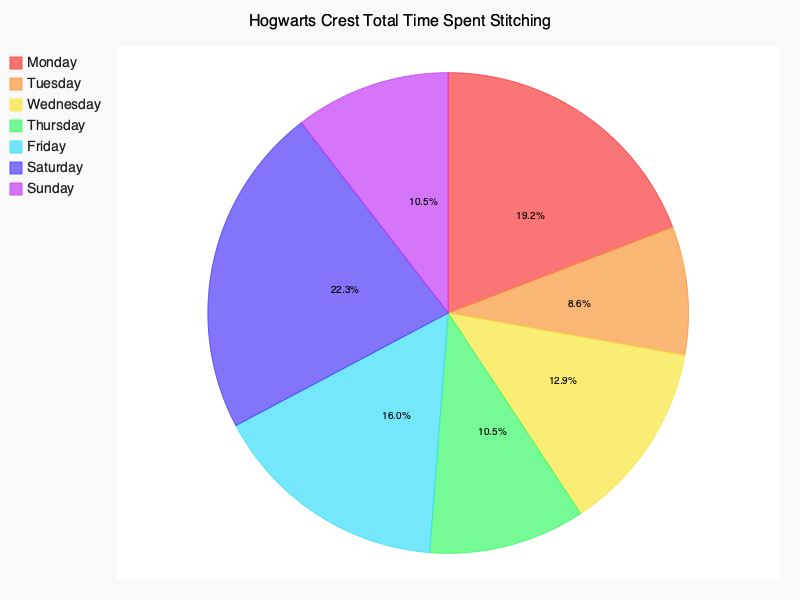 Hogwarts Crest Total Time Spent Stitching
Monday
Tuesday
Wednesday
Thursday
Friday
Saturday
Sunday
10.5%
19.2%
22.3%
8.6%
12.9%
16.0%
10.5%